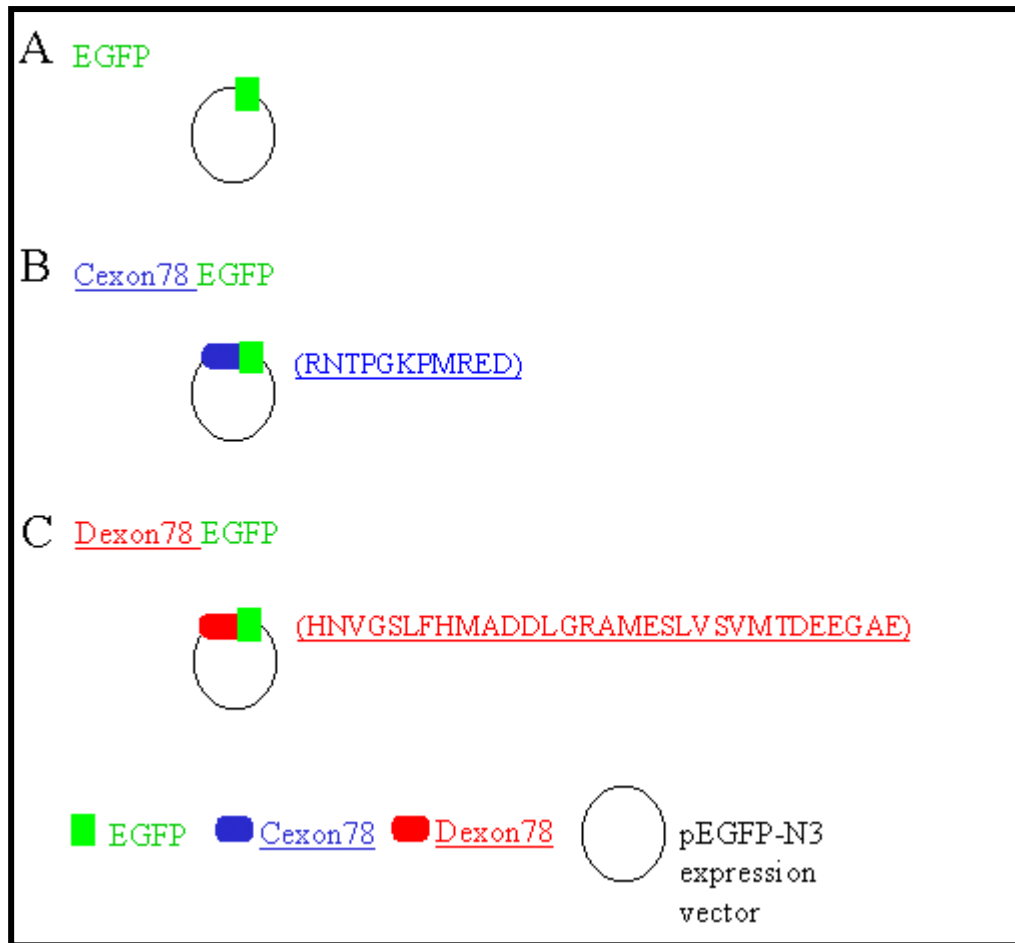 A EGFP
B Cexon78 EGFP
(RNTPGKPMRED)
C Dexon78 EGFP
(HNVGSLFHMADDLGRAMESLVSVMTDEEGAE)
EGFP Cexon78 Dexon78 pEGFP-N3
expression
vector